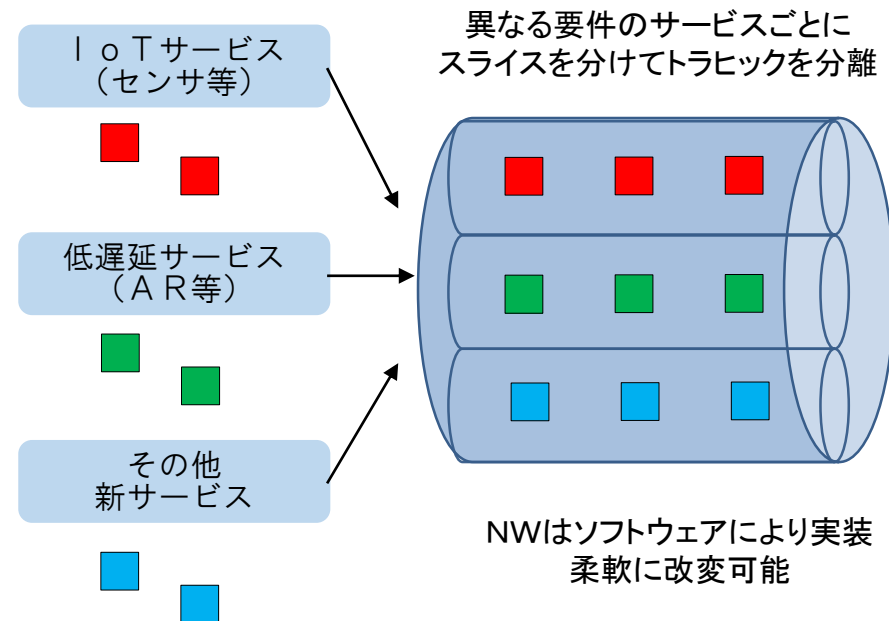 ＩｏＴサービス
（センサ等）
低遅延サービス
（ＡＲ等）
その他
新サービス
異なる要件のサービスごとに
スライスを分けてトラヒックを分離
NWはソフトウェアにより実装
柔軟に改変可能